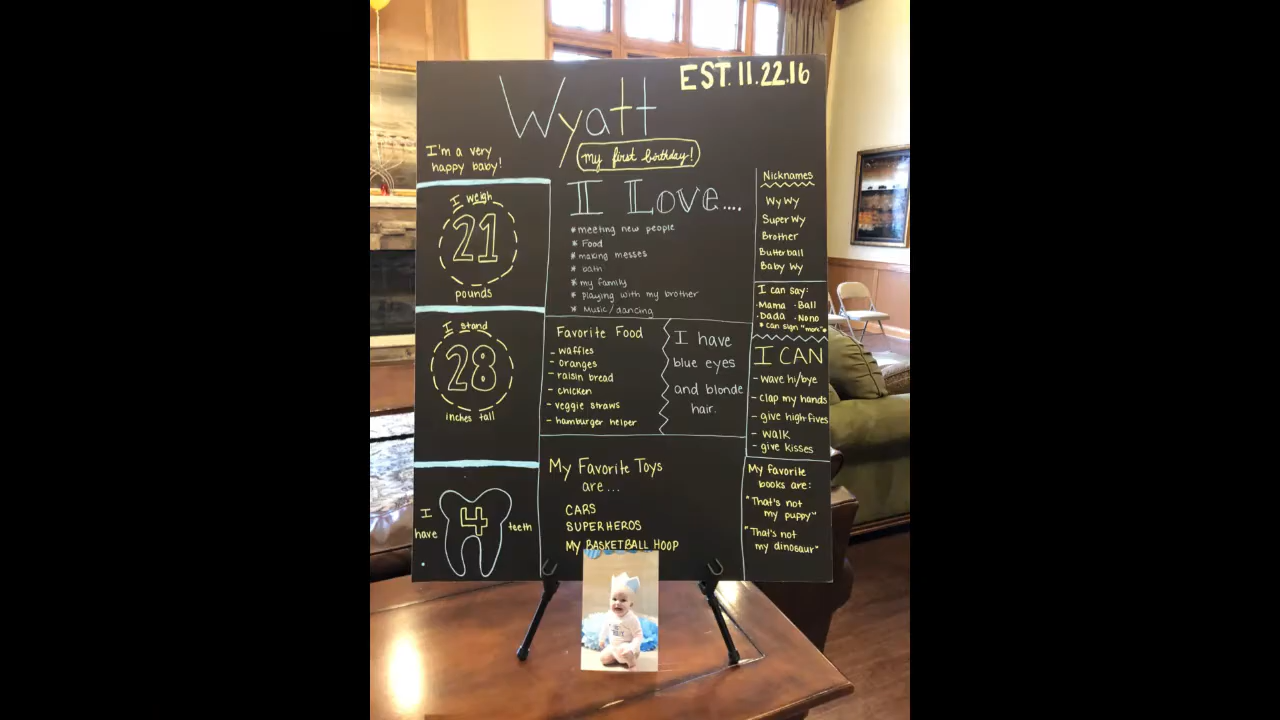 EST. 11.22.16
Wyatt
my first birthday!
I'm a very
happy baby!
I weigh
21
pounds
I stand
28
inches tall
I
have
4
teeth
I Love....
* meeting new people
* Food
* making messes
* bath
* my family
* playing with my brother
* Music/dancing
Favorite Food
- waffles
- oranges
- raisin bread
- chicken
- veggie straws
- hamburger helper
I have
blue eyes
and blonde
hair.
My Favorite Toys
are...
CARS
SUPERHEROS
MY BASKETBALL HOOP
Nicknames
Wy Wy
Super Wy
Brother
Butterball
Baby Wy
I can say:
·Mama ·Ball
·Dada ·Nono
* can sign "more"*
I CAN
- wave hi/bye
- clap my hands
- give high-fives
- walk
- give kisses
My favorite
books are:
"That's not
my puppy"
"That's not
my dinosaur"